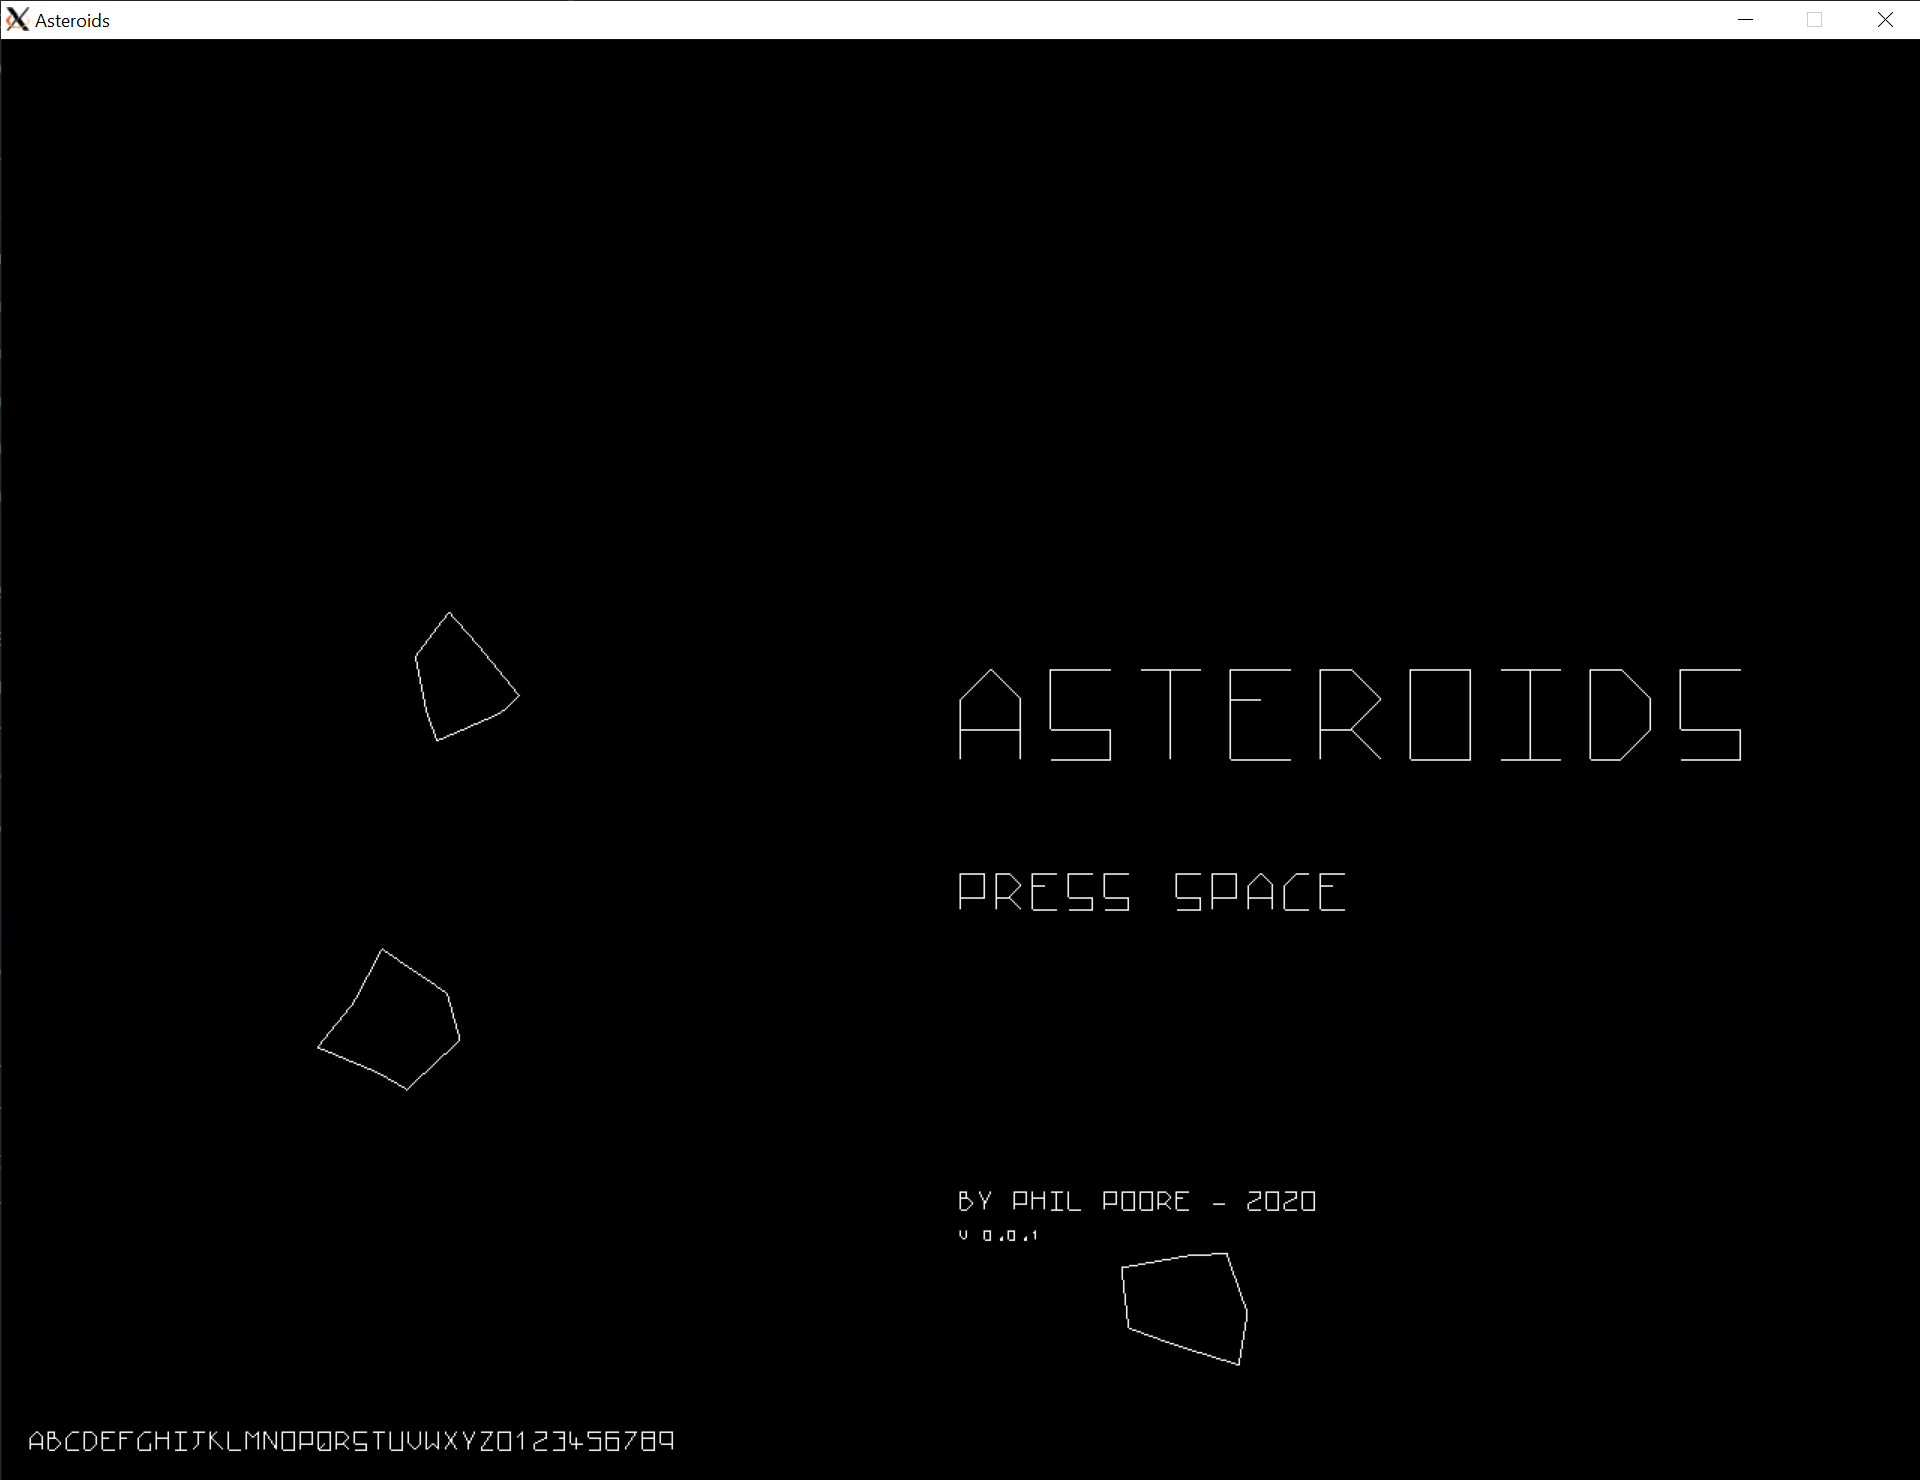 Asteroids
ASTEROIDS
PRESS SPACE
BY PHIL POORE - 2020
V 0.0.1
ABCDEFGHIJKLMNOPQRSTUVWXYZ0123456789